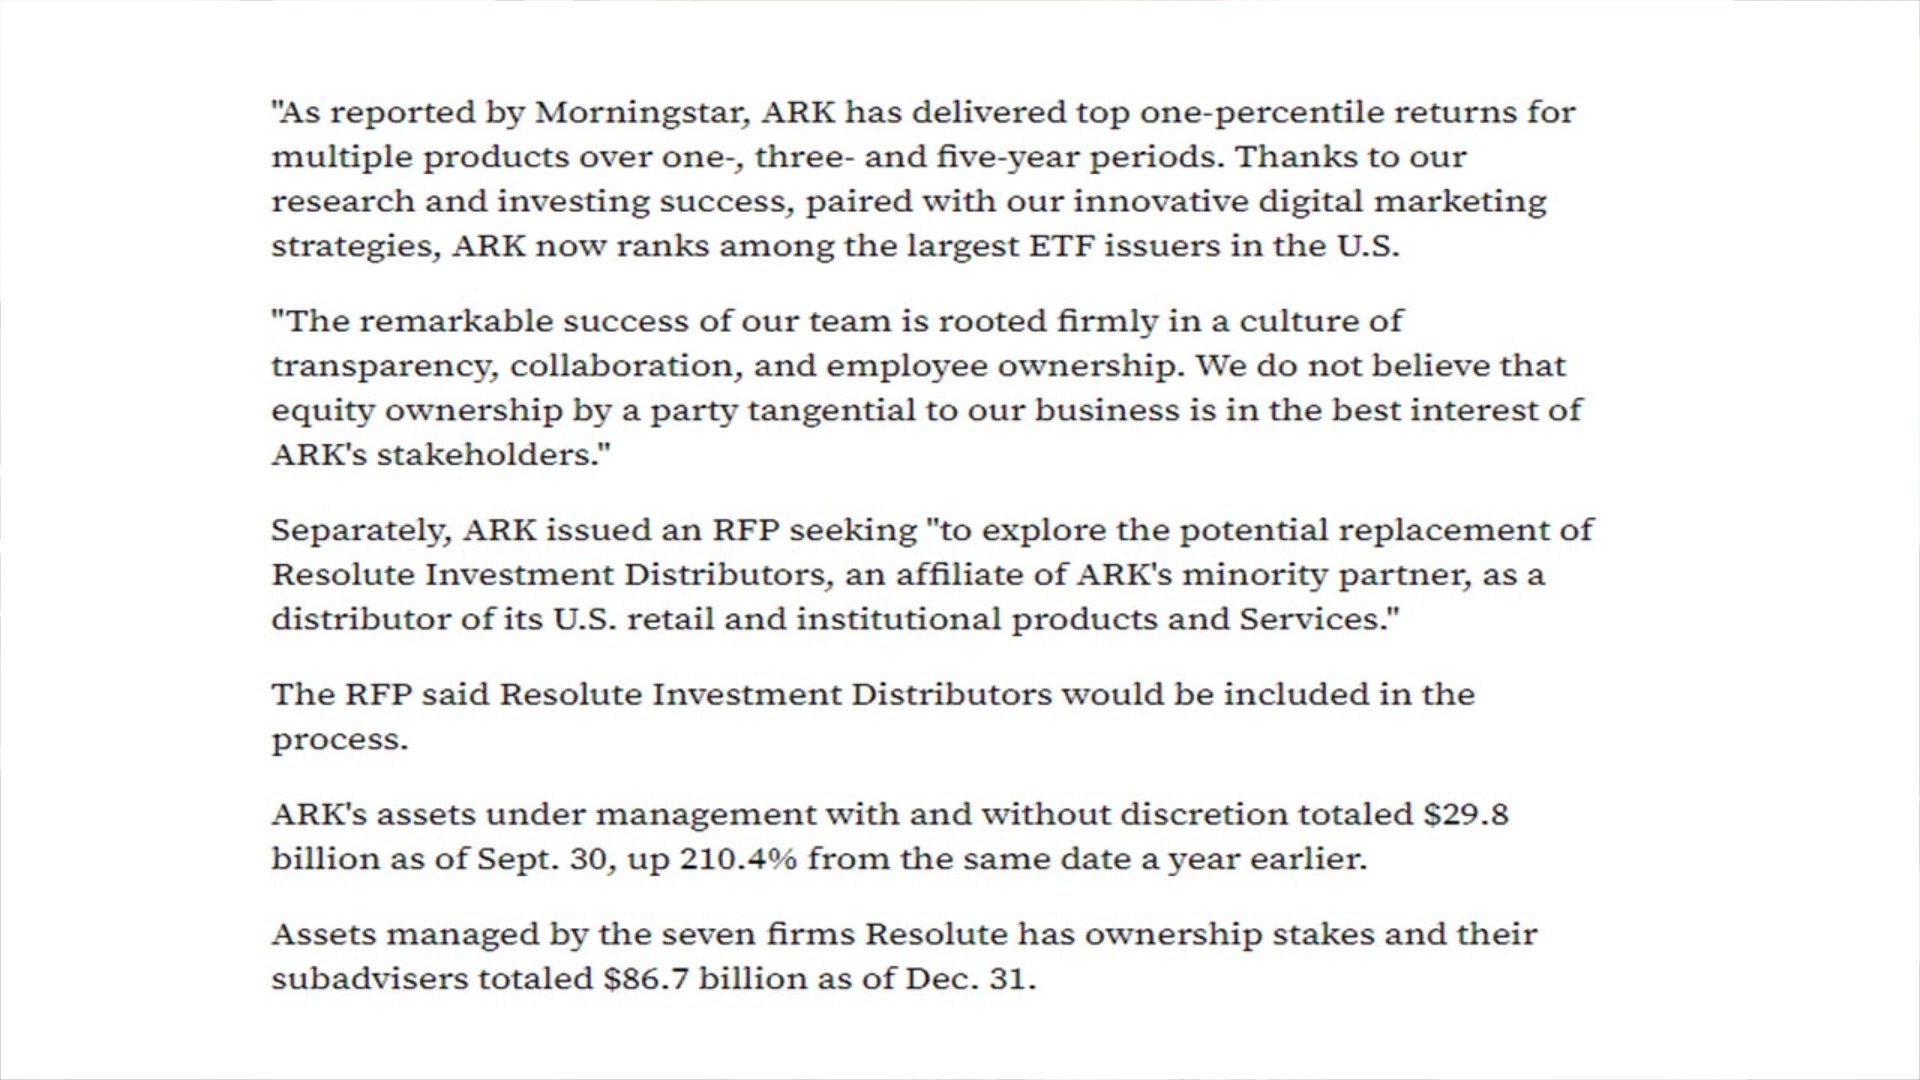 "As reported by Morningstar, ARK has delivered top one-percentile returns for
multiple products over one-, three- and five-year periods. Thanks to our
research and investing success, paired with our innovative digital marketing
strategies, ARK now ranks among the largest ETF issuers in the U.S.
"The remarkable success of our team is rooted firmly in a culture of
transparency, collaboration, and employee ownership. We do not believe that
equity ownership by a party tangential to our business is in the best interest of
ARK's stakeholders."
Separately, ARK issued an RFP seeking "to explore the potential replacement of
Resolute Investment Distributors, an affiliate of ARK's minority partner, as a
distributor of its U.S. retail and institutional products and Services."
The RFP said Resolute Investment Distributors would be included in the
process.
ARK's assets under management with and without discretion totaled $29.8
billion as of Sept. 30, up 210.4% from the same date a year earlier.
Assets managed by the seven firms Resolute has ownership stakes and their
subadvisers totaled $86.7 billion as of Dec. 31.